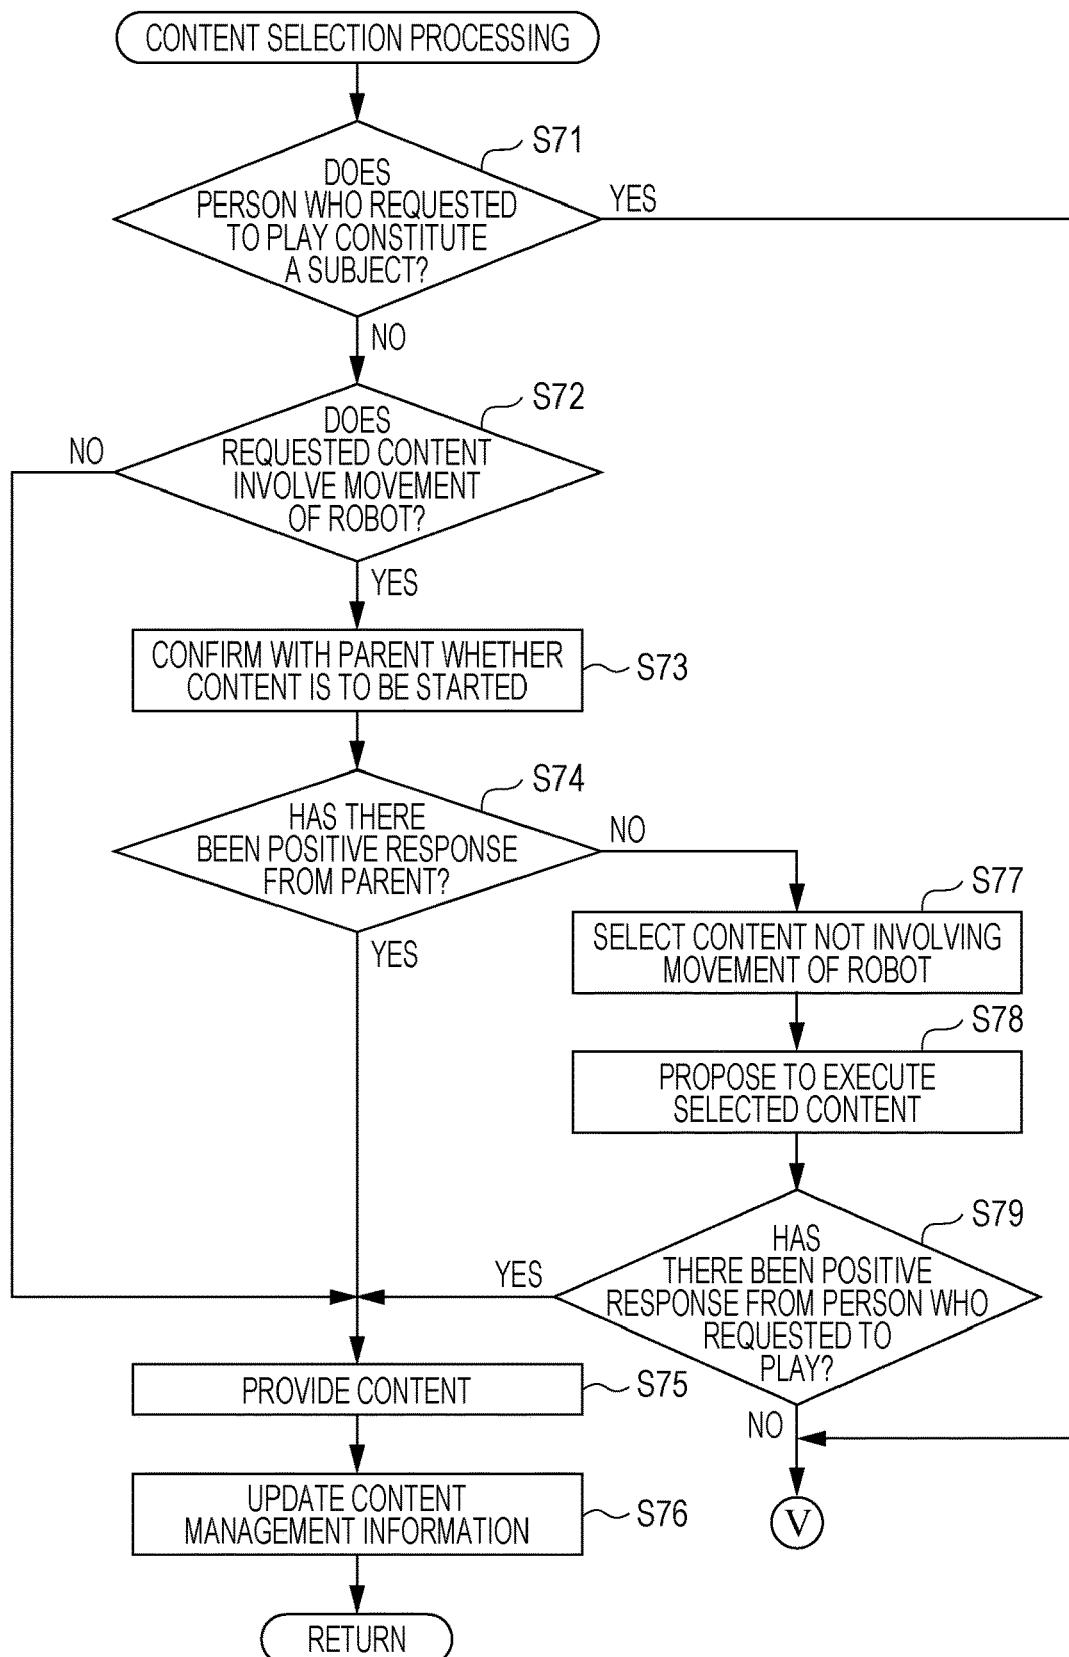 CONTENT SELECTION PROCESSING
S71
DOES
PERSON WHO REQUESTED
TO PLAY CONSTITUTE
A SUBJECT?
YES
NO
S72
DOES
REQUESTED CONTENT
INVOLVE MOVEMENT
OF ROBOT?
NO
YES
CONFIRM WITH PARENT WHETHER
CONTENT IS TO BE STARTED
S73
S74
HAS THERE
BEEN POSITIVE RESPONSE
FROM PARENT?
NO
YES
S77
SELECT CONTENT NOT INVOLVING
MOVEMENT OF ROBOT
S78
PROPOSE TO EXECUTE
SELECTED CONTENT
S79
HAS
THERE BEEN POSITIVE
RESPONSE FROM PERSON WHO
REQUESTED TO
PLAY?
YES
NO
PROVIDE CONTENT
S75
UPDATE CONTENT
MANAGEMENT INFORMATION
S76
V
RETURN